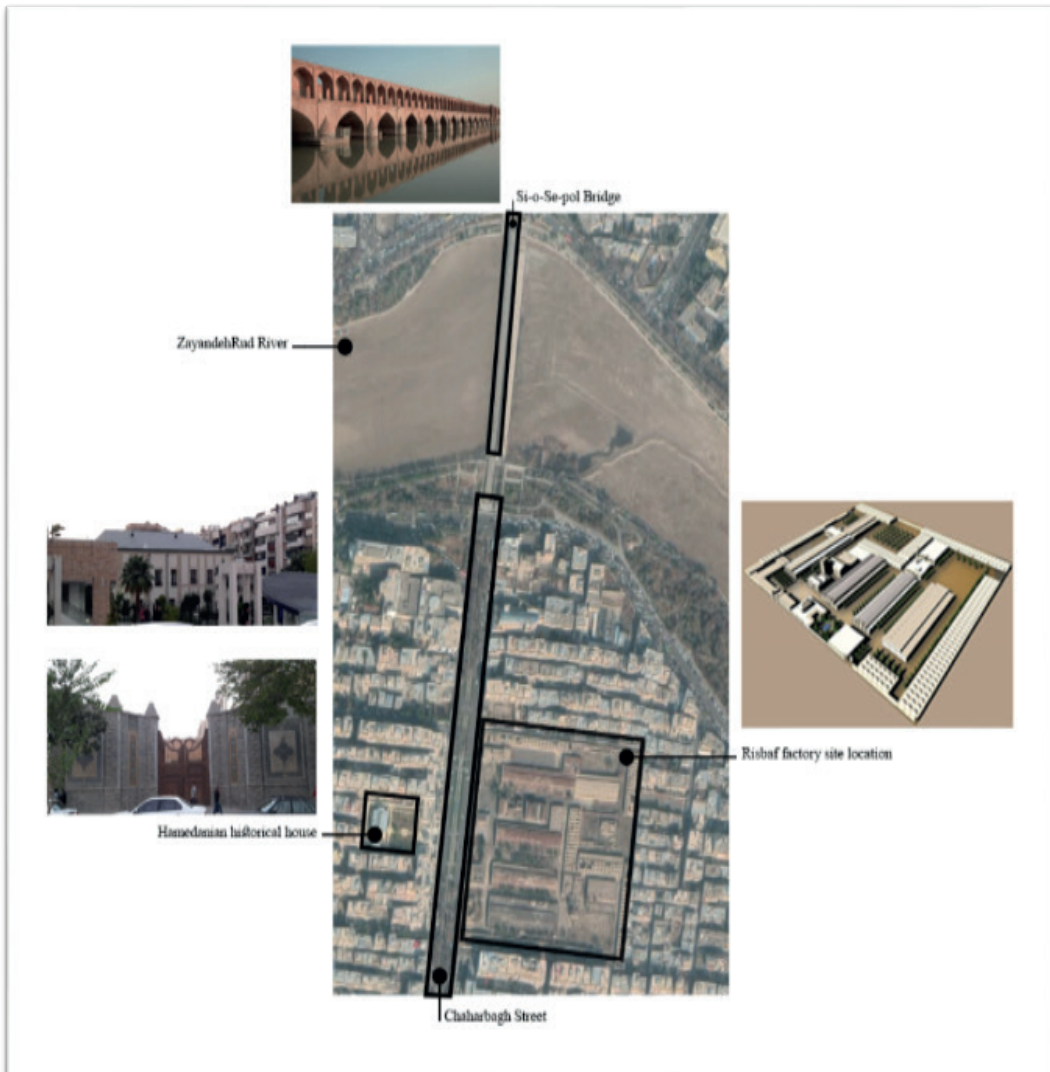 Si-o-Se-pol Bridge
ZayandehRud River
Risbaf factory site location
Hamedanian historical house
Chaharbagh Street